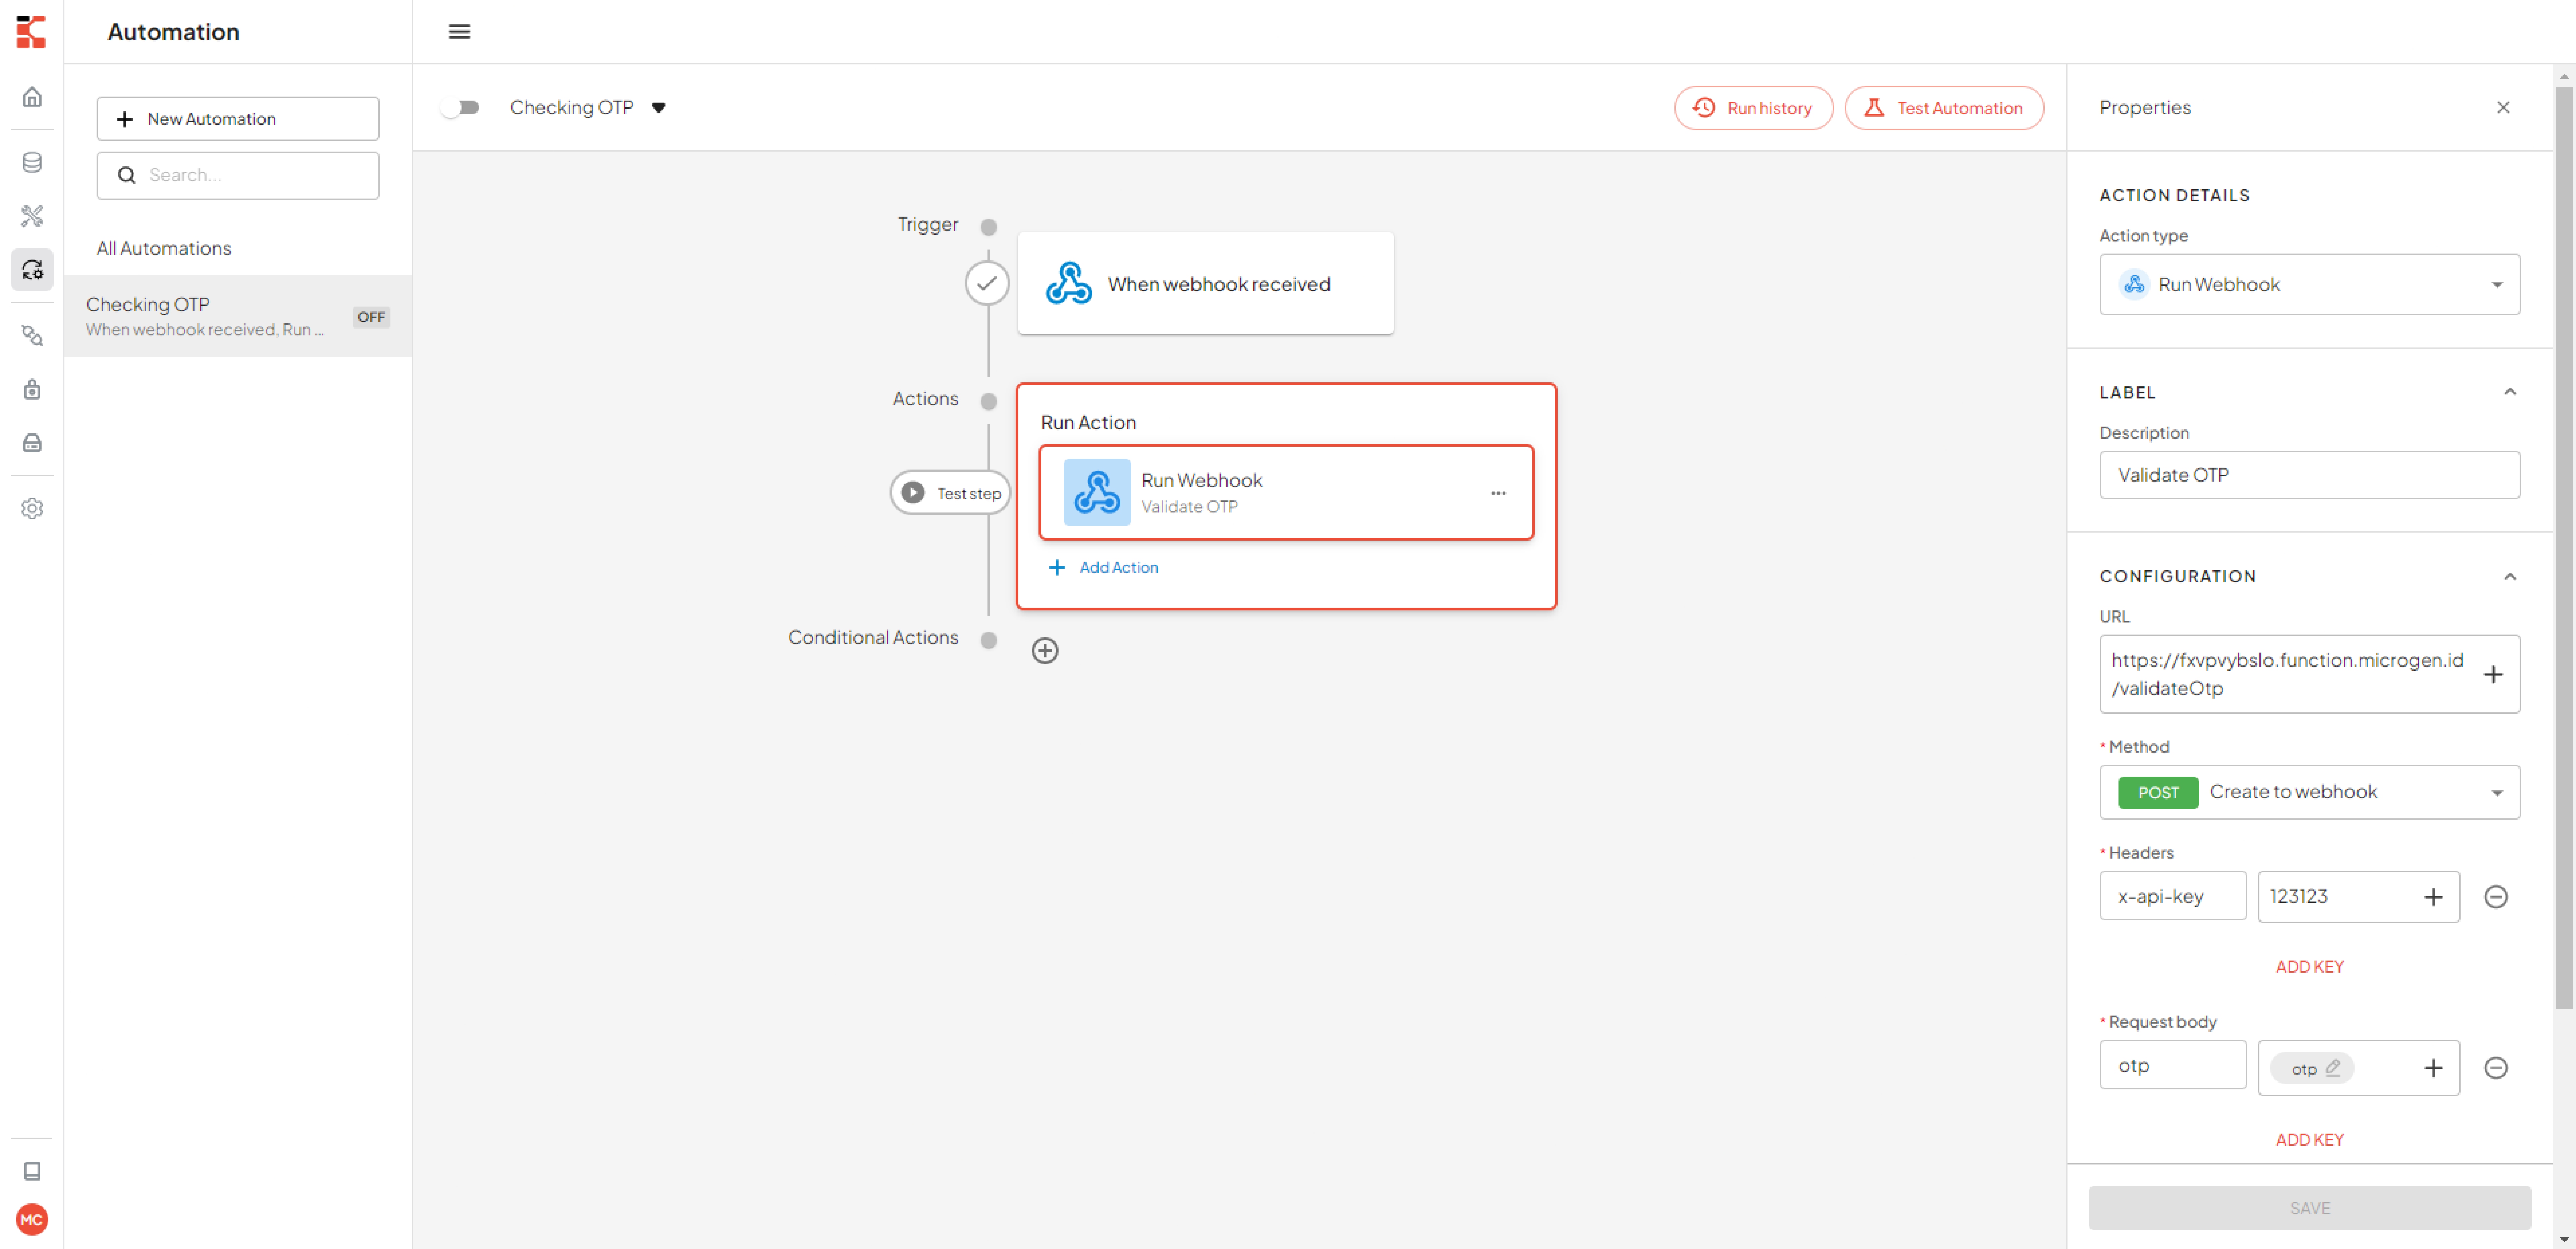 Automation
New Automation
Search...
All Automations
Checking OTP
When webhook received, Run ...
OFF
MC
Checking OTP
Run history
Test Automation
Trigger
When webhook received
Actions
Run Action
Run Webhook
Validate OTP
Test step
Add Action
Conditional Actions
Properties
ACTION DETAILS
Action type
Run Webhook
LABEL
Description
Validate OTP
CONFIGURATION
URL
https://fxvpvybslo.function.microgen.id
/validateOtp
* Method
POST Create to webhook
* Headers
x-api-key 123123
ADD KEY
* Request body
otp otp
ADD KEY
SAVE